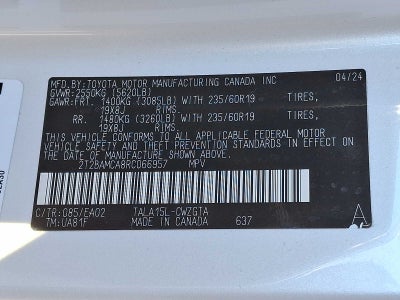 MFD.BY:TOYOTA MOTOR MANUFACTURING CANADA INC 04/24
GVWR:2550KG (5620LB)
GAWR:FRT. 1400KG (3085LB) WITH 235/60R19 TIRES,
19X8J RIMS,
RR. 1480KG (3260LB) WITH 235/60R19 TIRES,
19X8J RIMS.
THIS VEHICLE CONFORMS TO ALL APPLICABLE FEDERAL MOTOR
VEHICLE SAFETY, BUMPER, AND THEFT PREVENTION STANDARDS
IN EFFECT ON THE DATE OF MANUFACTURE SHOWN ABOVE.
2T2BAMCA8RC066957 MPV
C/TR:085/EA02 TALA15L-CWZGTA A
TM:UA81F MADE IN CANADA 637